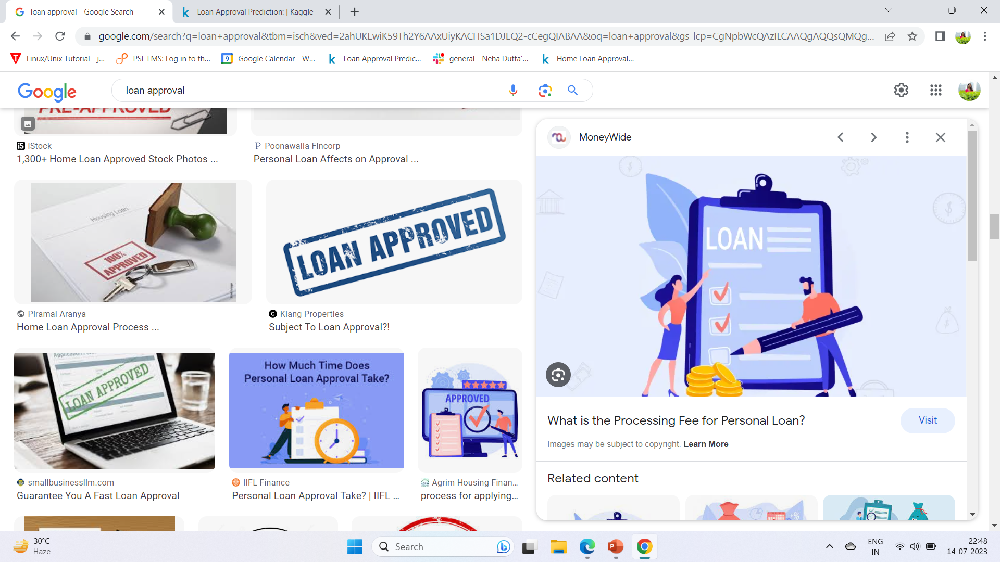 loan approval - Google Search
Loan Approval Prediction: | Kaggle
google.com/search?q=loan+approval&tbm=isch&ved=2ahUKEwiK59Th2Y6AAxUiyKACHSa1DJEQ2-cCegQIABAA&oq=loan+approval&gs_lcp=CgNpbWcQAzILCAAQgAQQsQMQg...
Linux/Unix Tutorial - j...
PSL LMS: Log in to th...
9
Google Calendar - W...
Loan Approval Predic...
general - Neha Dutta’...
Home Loan Approval...
Google
loan approval
PRE-APPROVED
iS iStock
1,300+ Home Loan Approved Stock Photos ...
P Poonawalla Fincorp
Personal Loan Affects on Approval ...
Housing Loan
100%
APPROVED
LOAN APPROVED
Piramal Aranya
Home Loan Approval Process ...
G Klang Properties
Subject To Loan Approval?!
Application Form
LOAN APPROVED
How Much Time Does
Personal Loan Approval Take?
APPROVED
smallbusinessllm.com
Guarantee You A Fast Loan Approval
IIFL Finance
Personal Loan Approval Take? | IIFL ...
Agrim Housing Finan...
process for applying...
MoneyWide
LOAN
What is the Processing Fee for Personal Loan?
Visit
Images may be subject to copyright. Learn More
Related content
30°C
Haze
Search
ENG
IN
22:48
14-07-2023